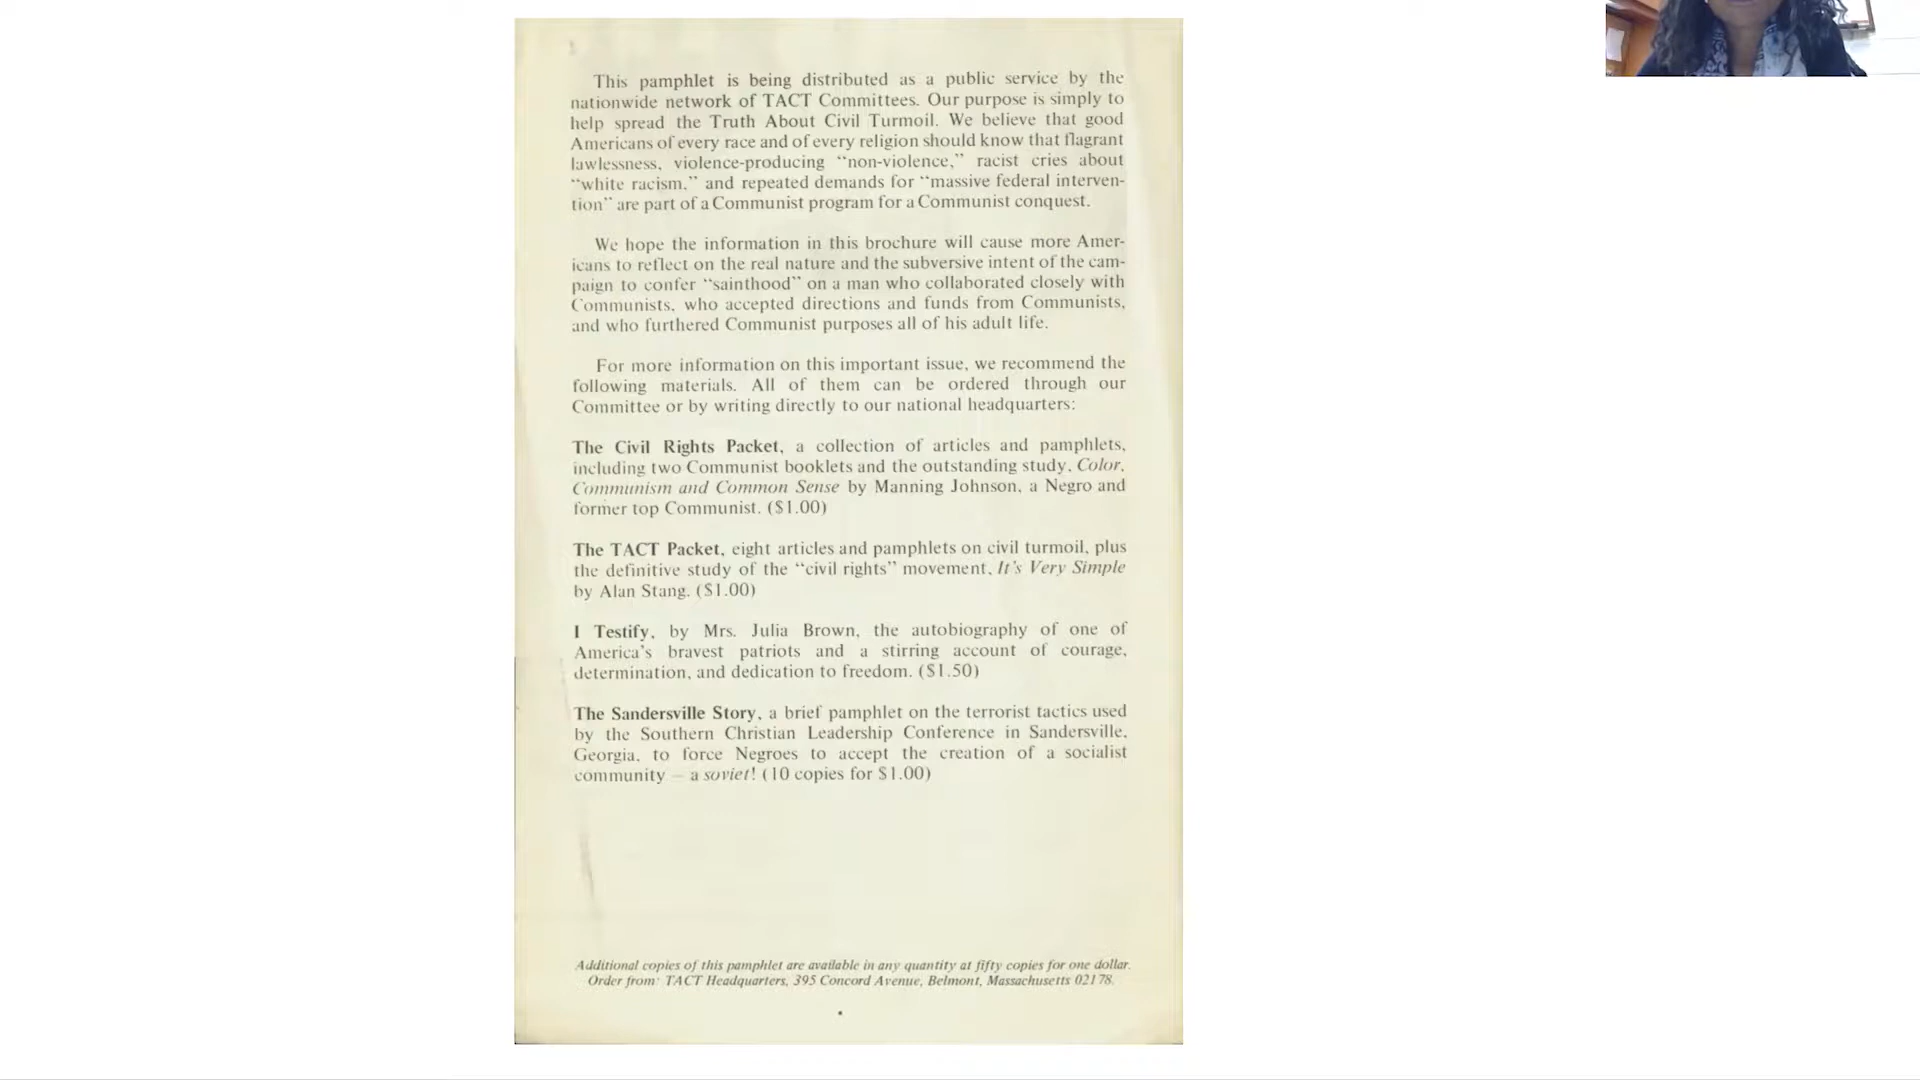 This pamphlet is being distributed as a public service by the
nationwide network of TACT Committees. Our purpose is simply to
help spread the Truth About Civil Turmoil. We believe that good
Americans of every race and of every religion should know that flagrant
lawlessness, violence-producing “non-violence,” racist cries about
“white racism,” and repeated demands for “massive federal interven-
tion” are part of a Communist program for a Communist conquest.
We hope the information in this brochure will cause more Amer-
icans to reflect on the real nature and the subversive intent of the cam-
paign to confer “sainthood” on a man who collaborated closely with
Communists, who accepted directions and funds from Communists,
and who furthered Communist purposes all of his adult life.
For more information on this important issue, we recommend the
following materials. All of them can be ordered through our
Committee or by writing directly to our national headquarters:
The Civil Rights Packet, a collection of articles and pamphlets,
including two Communist booklets and the outstanding study, Color,
Communism and Common Sense by Manning Johnson, a Negro and
former top Communist. ($1.00)
The TACT Packet, eight articles and pamphlets on civil turmoil, plus
the definitive study of the “civil rights” movement, It's Very Simple
by Alan Stang. ($1.00)
I Testify, by Mrs. Julia Brown, the autobiography of one of
America's bravest patriots and a stirring account of courage,
determination, and dedication to freedom. ($1.50)
The Sandersville Story, a brief pamphlet on the terrorist tactics used
by the Southern Christian Leadership Conference in Sandersville,
Georgia, to force Negroes to accept the creation of a socialist
community — a soviet! (10 copies for $1.00)
Additional copies of this pamphlet are available in any quantity at fifty copies for one dollar.
Order from: TACT Headquarters, 395 Concord Avenue, Belmont, Massachusetts 02178.